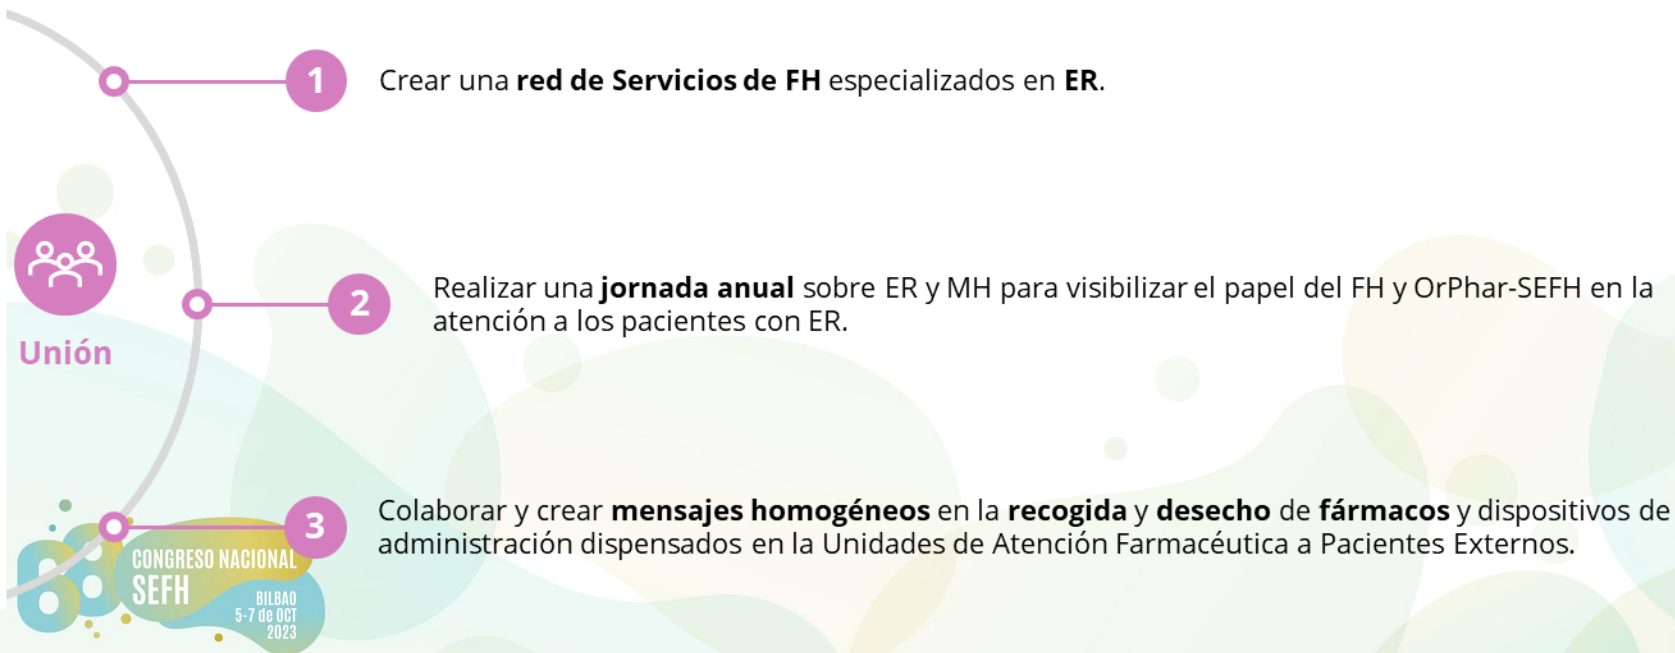 1
Crear una red de Servicios de FH especializados en ER.
Unión
2
Realizar una jornada anual sobre ER y MH para visibilizar el papel del FH y OrPhar-SEFH en la
atención a los pacientes con ER.
3
Colaborar y crear mensajes homogéneos en la recogida y desecho de fármacos y dispositivos de
administración dispensados en la Unidades de Atención Farmacéutica a Pacientes Externos.
68
CONGRESO NACIONAL
SEFH
BILBAO
5-7 de OCT
2023